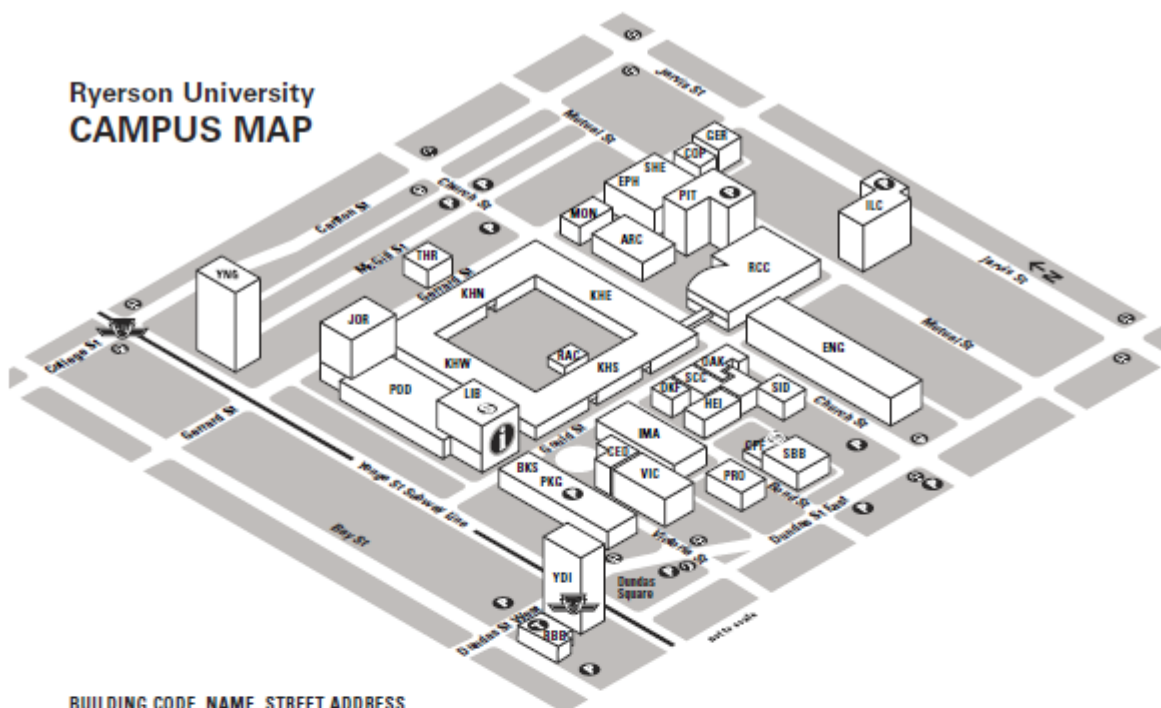 Ryerson University
CAMPUS MAP
Jarvis St
Mutual St
GER
COP
SHE
EPH
PIT
P
ILC
Church St
Carlton St
MON
ARC
McGill St
THR
Gerrard St
RCC
N
Jarvis St
YNG
KHN
KHE
JOR
Mutual St
College St
RAC
ENG
KHW
KHS
OAK
POD
LIB
SCC
OKF
SID
HEI
Church St
Gerrard St
i
Gould St
IMA
CED
SBB
BKS
PKG
VIC
PRO
Bond St
Yonge St Subway Line
Dundas St East
Bay St
Victoria St
YDI
Dundas
Square
Dundas St West
not to scale
BUILDING CODE, NAME, STREET ADDRESS